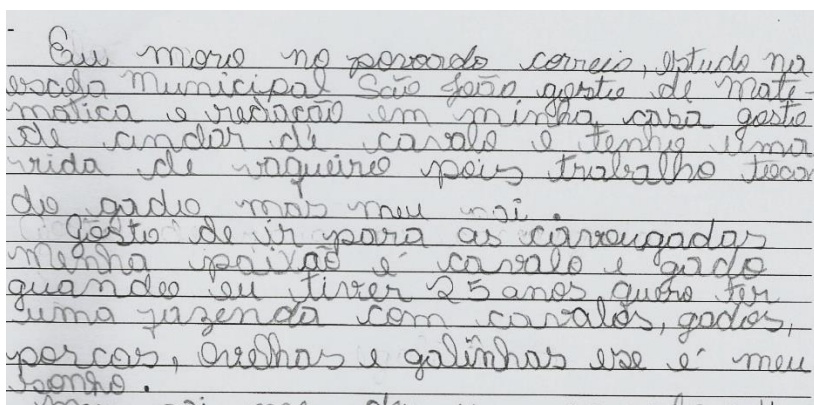 Eu moro no povoado correio, estudo na
escola Municipal São João gosto de Mate-
mática e redação em minha casa gosto
de andar de cavalo e tenho uma
vida de vaqueiro pois trabalho tocan
do gado mais meu pai.
Gosto de ir para as cavougadas
Minha paixão é cavalo e gado
quando eu tiver 25 anos quero ter
uma fazenda com cavalos, gados,
porcos, ovelhas e galinhas ese é meu
sonho.